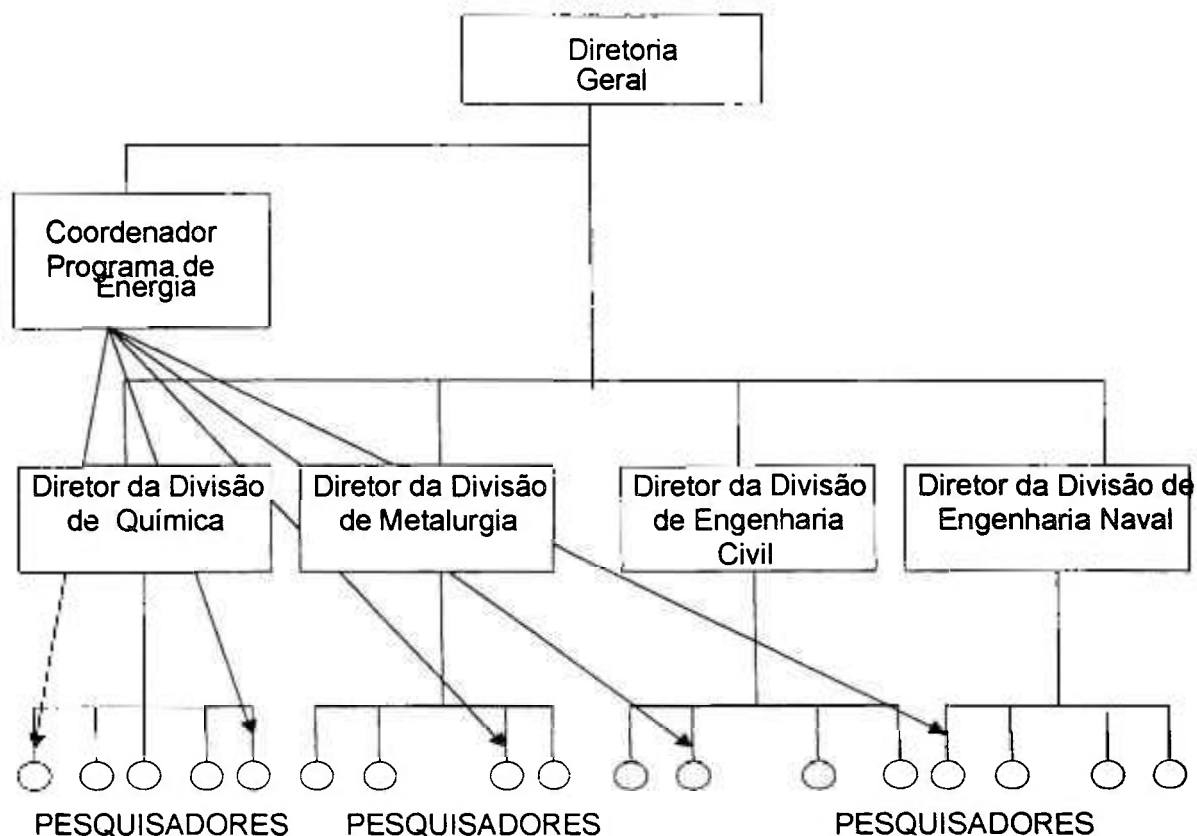 Diretoria
Geral
Coordenador
Programa de
Energia
Diretor da Divisão
de Química
Diretor da Divisão
de Metalurgia
Diretor da Divisão
de Engenharia
Civil
Diretor da Divisão de
Engenharia Naval
PESQUISADORES
PESQUISADORES
PESQUISADORES